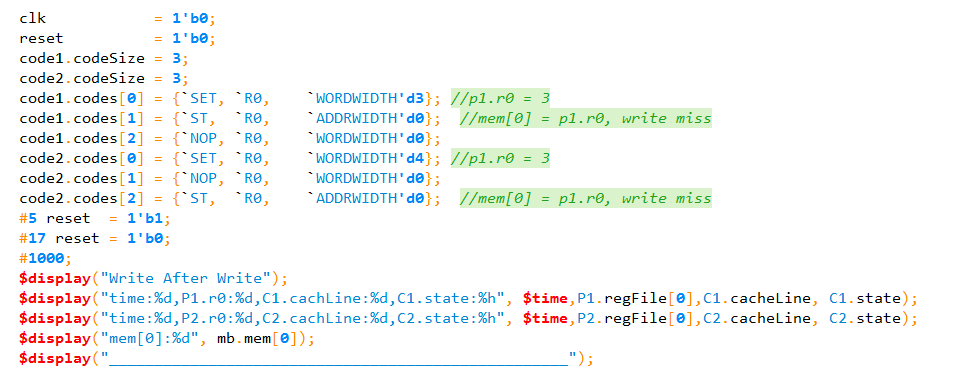 clk            = 1'b0;
reset          = 1'b0;
code1.codeSize = 3;
code2.codeSize = 3;
code1.codes[0] = {`SET, `R0,    `WORDWIDTH'd3}; //p1.r0 = 3
code1.codes[1] = {`ST,  `R0,    `ADDRWIDTH'd0};  //mem[0] = p1.r0, write miss
code1.codes[2] = {`NOP, `R0,    `WORDWIDTH'd0};
code2.codes[0] = {`SET, `R0,    `WORDWIDTH'd4}; //p1.r0 = 3
code2.codes[1] = {`NOP, `R0,    `WORDWIDTH'd0};
code2.codes[2] = {`ST,  `R0,    `ADDRWIDTH'd0};  //mem[0] = p1.r0, write miss
#5 reset  = 1'b1;
#17 reset = 1'b0;
#1000;
$display("Write After Write");
$display("time:%d,P1.r0:%d,C1.cachLine:%d,C1.state:%h", $time,P1.regFile[0],C1.cacheLine, C1.state);
$display("time:%d,P2.r0:%d,C2.cachLine:%d,C2.state:%h", $time,P2.regFile[0],C2.cacheLine, C2.state);
$display("mem[0]:%d", mb.mem[0]);
$display("___________________________________________________");